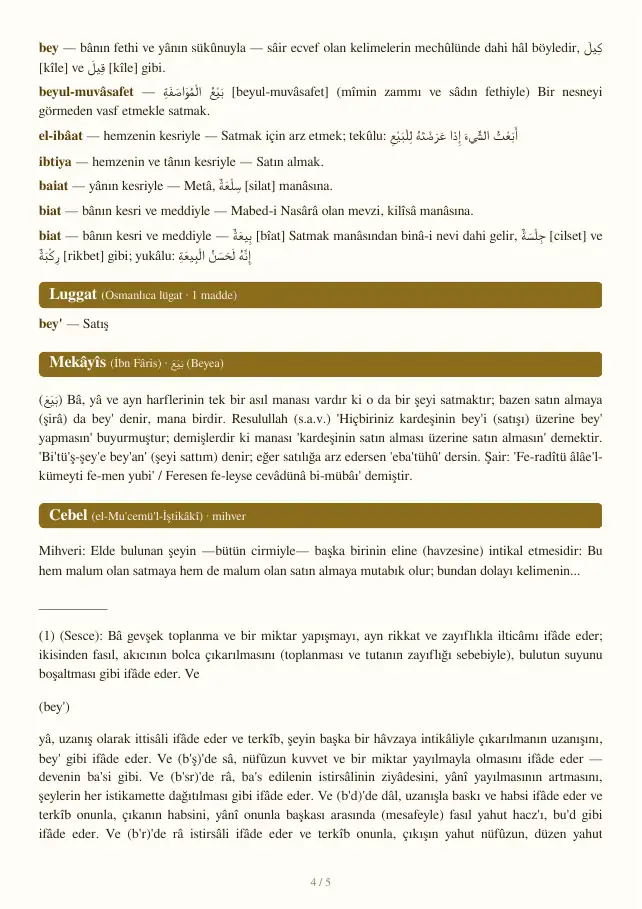 bey — bânın fethi ve yânın sükûnuyla — sâir ecvef olan kelimelerin mechûlünde dahi hâl böyledir, كِيلَ
[kîle] ve قِيلَ [kîle] gibi.
beyul-muvâsafet — بَيْعُ الْمُوَاصَفَةِ [beyul-muvâsafet] (mîmin zammı ve sâdın fethiyle) Bir nesneyi
görmeden vasf etmekle satmak.
el-ibâat — hemzenin kesriyle — Satmak için arz etmek; tekûlu: أَبَعْتُ الشَّيْءَ إِذَا عَرَضْتَهُ لِلْبَيْعِ
ibtiya — hemzenin ve tânın kesriyle — Satın almak.
baiat — yânın kesriyle — Metâ, سِلْعَةٌ [silat] manâsına.
biat — bânın kesri ve meddiyle — Mabed-i Nasârâ olan mevzi, kilîsâ manâsına.
biat — bânın kesri ve meddiyle — بِيعَةٌ [bîat] Satmak manâsından binâ-i nevi dahi gelir, جِلْسَةٌ [cilset] ve
رِكْبَةٌ [rikbet] gibi; yukâlu: إِنَّهُ لَحَسَنُ الْبِيعَةِ
Luggat (Osmanlıca lügat · 1 madde)
bey' — Satış
Mekâyîs (İbn Fâris) · بَيَعَ (Beyea)
(بَيَعَ) Bâ, yâ ve ayn harflerinin tek bir asıl manası vardır ki o da bir şeyi satmaktır; bazen satın almaya
(şirâ) da bey' denir, mana birdir. Resulullah (s.a.v.) 'Hiçbiriniz kardeşinin bey'i (satışı) üzerine bey'
yapmasın' buyurmuştur; demişlerdir ki manası 'kardeşinin satın alması üzerine satın almasın' demektir.
'Bi'tü'ş-şey'e bey'an' (şeyi sattım) denir; eğer satılığa arz edersen 'eba'tühû' dersin. Şair: 'Fe-radîtü âlâe'l-
kümeyti fe-men yubi' / Feresen fe-leyse cevâdünâ bi-mübâı' demiştir.
Cebel (el-Mu'cemü'l-İştikâkî) · mihver
Mihveri: Elde bulunan şeyin —bütün cirmiyle— başka birinin eline (havzesine) intikal etmesidir: Bu
hem malum olan satmaya hem de malum olan satın almaya mutabık olur; bundan dolayı kelimenin...
(1) (Sesce): Bâ gevşek toplanma ve bir miktar yapışmayı, ayn rikkat ve zayıflıkla ilticâmı ifâde eder;
ikisinden fasıl, akıcının bolca çıkarılmasını (toplanması ve tutanın zayıflığı sebebiyle), bulutun suyunu
boşaltması gibi ifâde eder. Ve
(bey')
yâ, uzanış olarak ittisâli ifâde eder ve terkîb, şeyin başka bir hâvzaya intikâliyle çıkarılmanın uzanışını,
bey' gibi ifâde eder. Ve (b'ş)'de sâ, nüfûzun kuvvet ve bir miktar yayılmayla olmasını ifâde eder —
devenin ba'si gibi. Ve (b'sr)'de râ, ba's edilenin istirsâlinin ziyâdesini, yânî yayılmasının artmasını,
şeylerin her istikamette dağıtılması gibi ifâde eder. Ve (b'd)'de dâl, uzanışla baskı ve habsi ifâde eder ve
terkîb onunla, çıkanın habsini, yânî onunla başkası arasında (mesafeyle) fasıl yahut hacz'ı, bu'd gibi
ifâde eder. Ve (b'r)'de râ istirsâli ifâde eder ve terkîb onunla, çıkışın yahut nüfûzun, düzen yahut
4 / 5